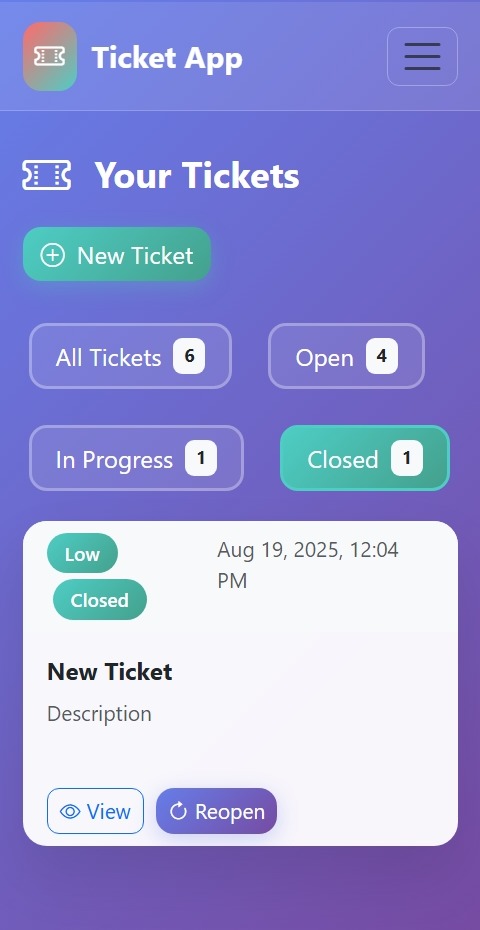 Ticket App
Your Tickets
New Ticket
All Tickets 6
Open 4
In Progress 1
Closed 1
Low
Closed
Aug 19, 2025, 12:04
PM
New Ticket
Description
View
Reopen